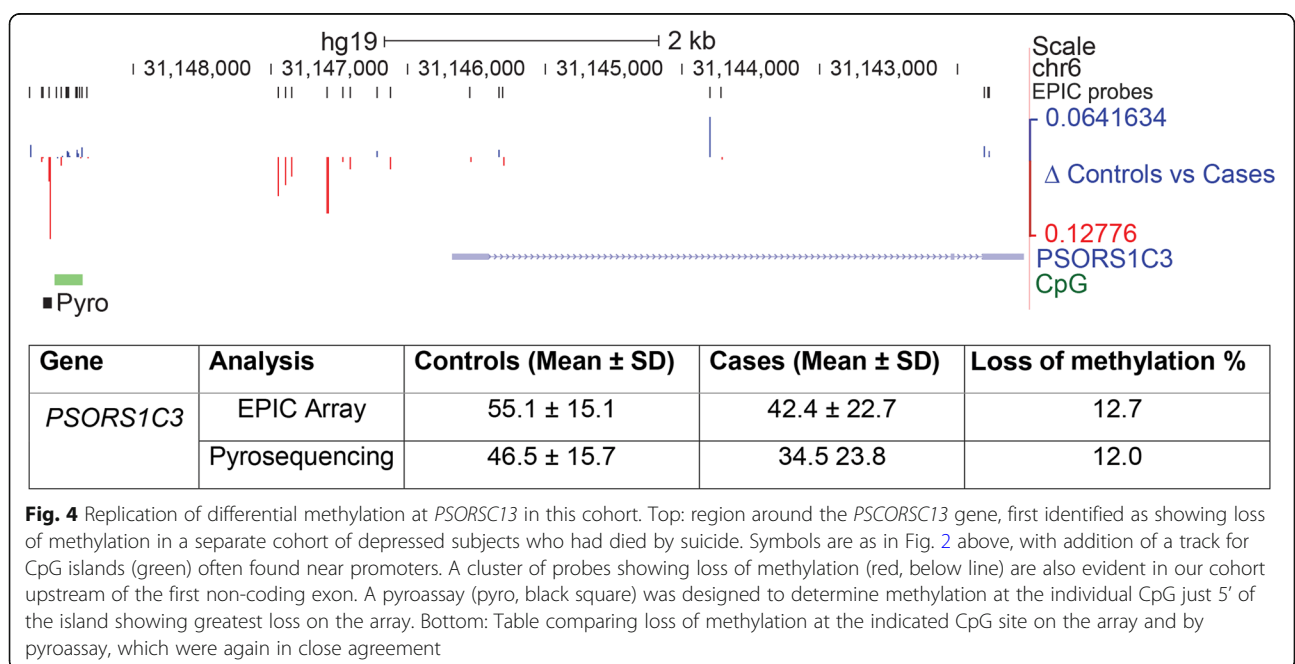 hg19 2 kb Scale
31,148,000 31,147,000 31,146,000 31,145,000 31,144,000 31,143,000 chr6
EPIC probes
0.0641634
Δ Controls vs Cases
0.12776
PSORS1C3
CpG
Pyro
Gene Analysis Controls (Mean ± SD) Cases (Mean ± SD) Loss of methylation %
PSORS1C3 EPIC Array 55.1 ± 15.1 42.4 ± 22.7 12.7
Pyrosequencing 46.5 ± 15.7 34.5 23.8 12.0
Fig. 4 Replication of differential methylation at PSORSC13 in this cohort. Top: region around the PSCORSC13 gene, first identified as showing loss
of methylation in a separate cohort of depressed subjects who had died by suicide. Symbols are as in Fig. 2 above, with addition of a track for
CpG islands (green) often found near promoters. A cluster of probes showing loss of methylation (red, below line) are also evident in our cohort
upstream of the first non-coding exon. A pyroassay (pyro, black square) was designed to determine methylation at the individual CpG just 5′ of
the island showing greatest loss on the array. Bottom: Table comparing loss of methylation at the indicated CpG site on the array and by
pyroassay, which were again in close agreement